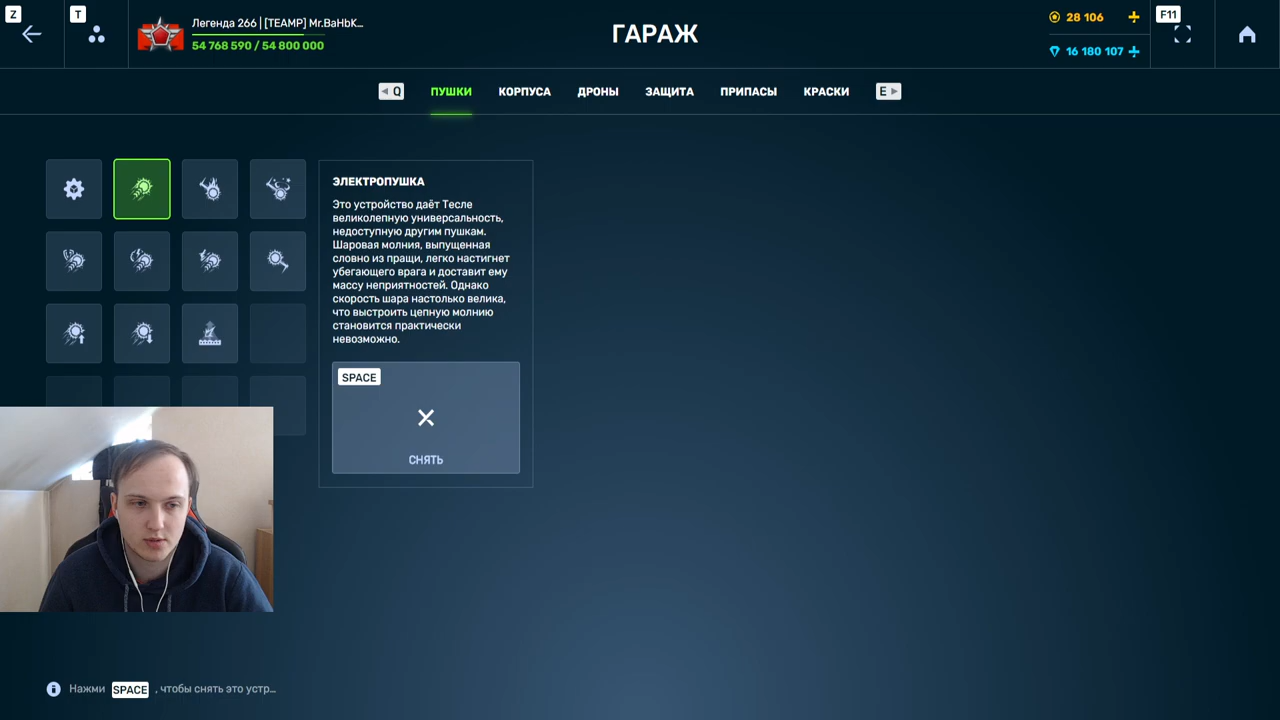 Z
T
Легенда 266 | [TEAMP] Mr.BaHbK...
54 768 590 / 54 800 000
ГАРАЖ
28 106
16 180 107
F11
Q
ПУШКИ
КОРПУСА
ДРОНЫ
ЗАЩИТА
ПРИПАСЫ
КРАСКИ
E
ЭЛЕКТРОПУШКА
Это устройство даёт Тесле
великолепную универсальность,
недоступную другим пушкам.
Шаровая молния, выпущенная
словно из пращи, легко настигнет
убегающего врага и доставит ему
массу неприятностей. Однако
скорость шара настолько велика,
что выстроить цепную молнию
становится практически
невозможно.
SPACE
СНЯТЬ
Нажми SPACE , чтобы снять это устр...